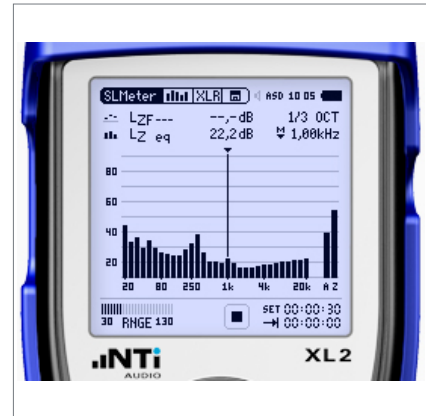 SLMeter XLR ASD 10 05
LZF--- --,-dB 1/3 OCT
LZ eq 22,2dB M 1,00kHz
80
60
40
20
20 80 250 1k 4k 20k A Z
SET 00:00:30
30 RNGE 130 00:00:00
NTi XL2
AUDIO